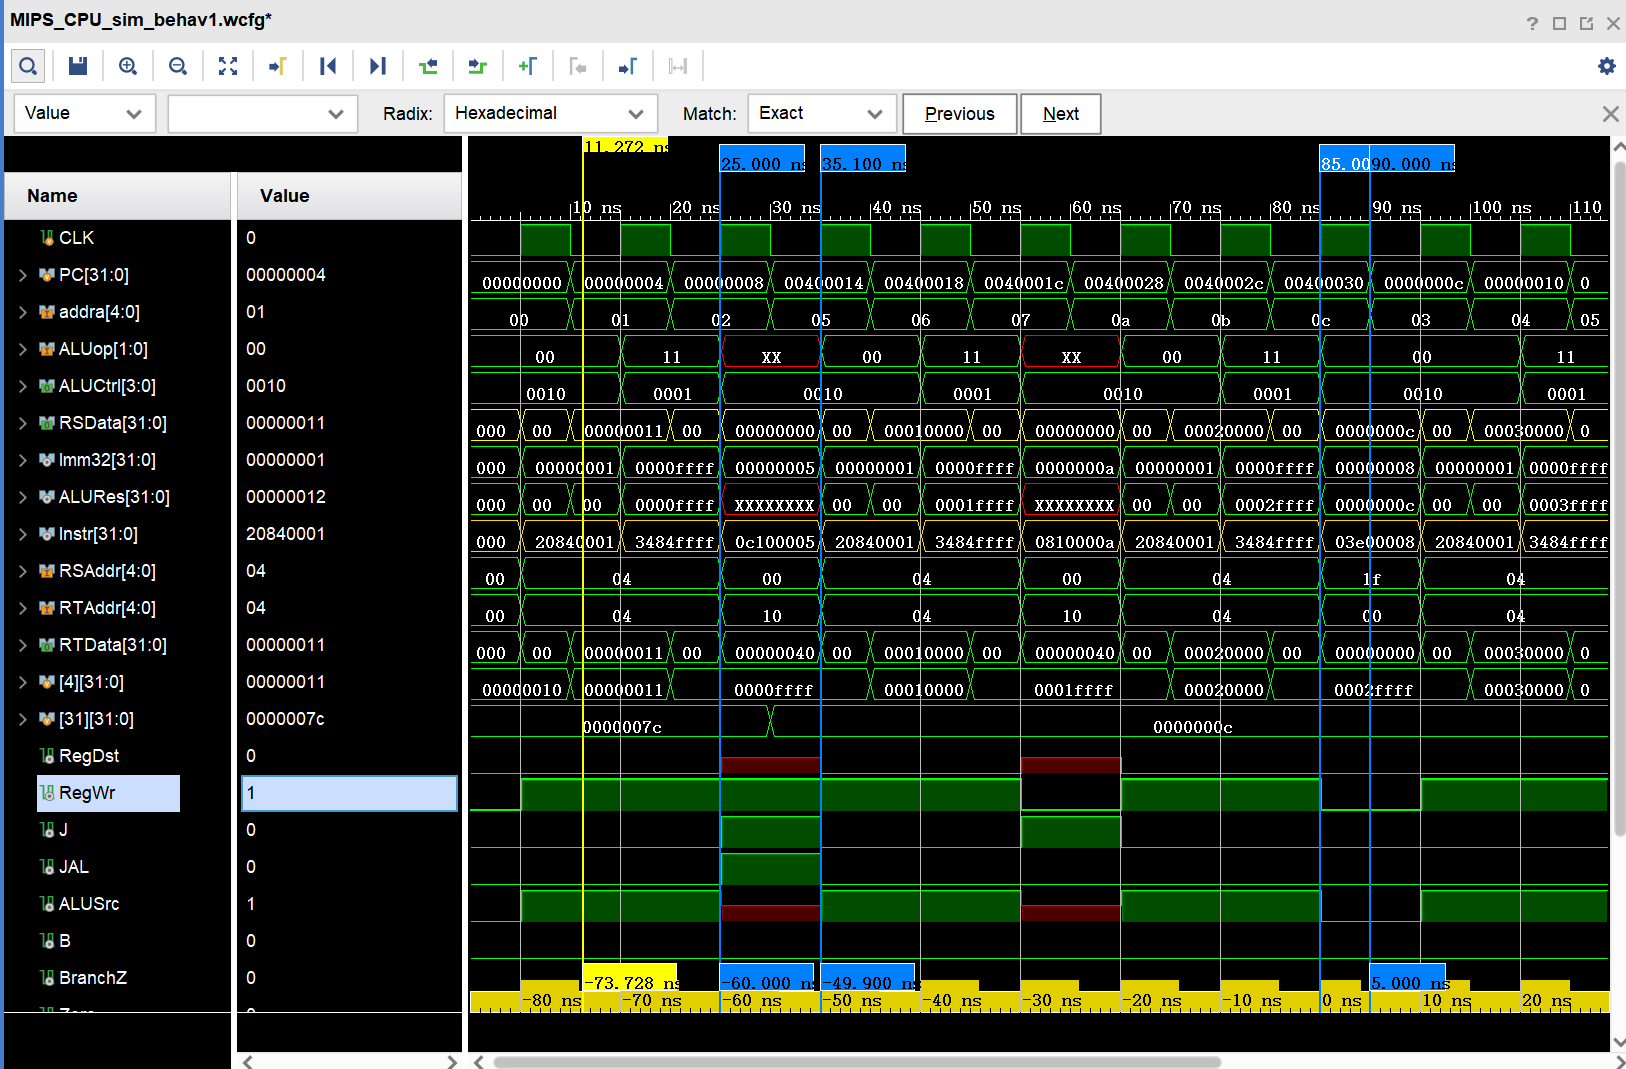 MIPS_CPU_sim_behav1.wcfg*
Value Radix: Hexadecimal Match: Exact Previous Next
11.272 ns
25.000 ns 35.100 ns 85.00 90.000 ns
Name Value
10 ns 20 ns 30 ns 40 ns 50 ns 60 ns 70 ns 80 ns 90 ns 100 ns 110
CLK 0
PC[31:0] 00000004 00000000 00000004 00000008 00400014 00400018 0040001c 00400028 0040002c 00400030 0000000c 00000010 0
addra[4:0] 01 00 01 02 05 06 07 0a 0b 0c 03 04 05
ALUop[1:0] 00 00 11 XX 00 11 XX 00 11 00 11
ALUCtrl[3:0] 0010 0010 0001 0010 0001 0010 0001 0010 0001
RSData[31:0] 00000011 000 00 00000011 00 00000000 00 00010000 00 00000000 00 00020000 00 0000000c 00 00030000 0
Imm32[31:0] 00000001 000 00000001 0000ffff 00000005 00000001 0000ffff 0000000a 00000001 0000ffff 00000008 00000001 0000ffff
ALURes[31:0] 00000012 000 00 00 0000ffff XXXXXXXX 00 00 0001ffff XXXXXXXX 00 00 0002ffff 0000000c 00 00 0003ffff
Instr[31:0] 20840001 000 20840001 3484ffff 0c100005 20840001 3484ffff 0810000a 20840001 3484ffff 03e00008 20840001 3484ffff
RSAddr[4:0] 04 00 04 00 04 00 04 1f 04
RTAddr[4:0] 04 00 04 10 04 10 04 00 04
RTData[31:0] 00000011 000 00 00000011 00 00000040 00 00010000 00 00000040 00 00020000 00 00000000 00 00030000 0
[4][31:0] 00000011 00000010 00000011 0000ffff 00010000 0001ffff 00020000 0002ffff 00030000 0
[31][31:0] 0000007c 0000007c 0000000c
RegDst 0
RegWr 1
J 0
JAL 0
ALUSrc 1
B 0
BranchZ 0
-73.728 ns -60.000 ns -49.900 ns 5.000 ns
-80 ns -70 ns -60 ns -50 ns -40 ns -30 ns -20 ns -10 ns 0 ns 10 ns 20 ns